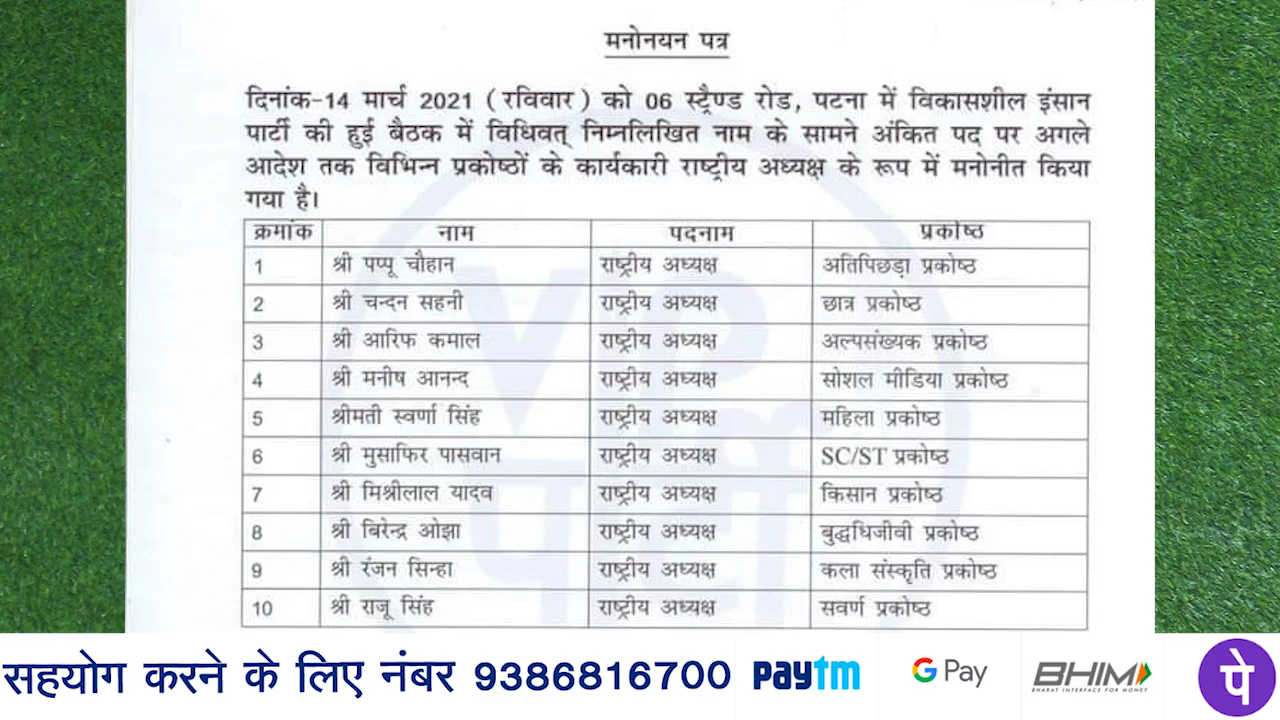 मनोनयन पत्र
दिनांक-14 मार्च 2021 (रविवार) को 06 स्ट्रैण्ड रोड, पटना में विकासशील इंसान
पार्टी की हुई बैठक में विधिवत् निम्नलिखित नाम के सामने अंकित पद पर अगले
आदेश तक विभिन्न प्रकोष्ठों के कार्यकारी राष्ट्रीय अध्यक्ष के रूप में मनोनीत किया
गया है।
क्रमांक नाम पदनाम प्रकोष्ठ
1 श्री पप्पू चौहान राष्ट्रीय अध्यक्ष अतिपिछड़ा प्रकोष्ठ
2 श्री चन्दन सहनी राष्ट्रीय अध्यक्ष छात्र प्रकोष्ठ
3 श्री आरिफ कमाल राष्ट्रीय अध्यक्ष अल्पसंख्यक प्रकोष्ठ
4 श्री मनीष आनन्द राष्ट्रीय अध्यक्ष सोशल मीडिया प्रकोष्ठ
5 श्रीमती स्वर्णा सिंह राष्ट्रीय अध्यक्ष महिला प्रकोष्ठ
6 श्री मुसाफिर पासवान राष्ट्रीय अध्यक्ष SC/ST प्रकोष्ठ
7 श्री मिश्रीलाल यादव राष्ट्रीय अध्यक्ष किसान प्रकोष्ठ
8 श्री बिरेन्द्र ओझा राष्ट्रीय अध्यक्ष बुद्धधिजीवी प्रकोष्ठ
9 श्री रंजन सिन्हा राष्ट्रीय अध्यक्ष कला संस्कृति प्रकोष्ठ
10 श्री राजू सिंह राष्ट्रीय अध्यक्ष सवर्ण प्रकोष्ठ
सहयोग करने के लिए नंबर 9386816700 paytm G Pay BHIM पे
BHARAT INTERFACE FOR MONEY